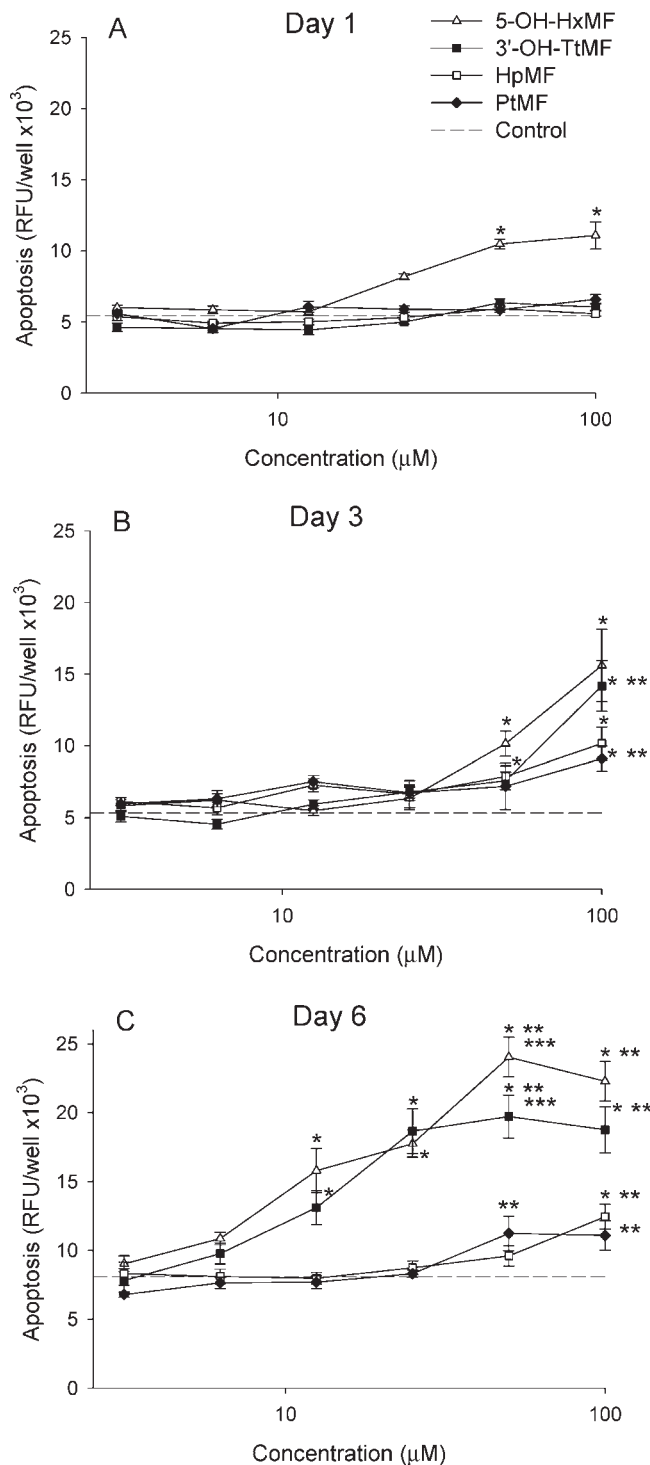 A Day 1
5-OH-HxMF
3'-OH-TtMF
HpMF
PtMF
Control
25
20
15
10
5
0
Apoptosis (RFU/well x10³)
* *
10 100
Concentration (µM)
B Day 3
25
20
15
10
5
0
Apoptosis (RFU/well x10³)
*
* **
*
*
*
* **
10 100
Concentration (µM)
C Day 6
25
20
15
10
5
0
Apoptosis (RFU/well x10³)
* **
***
* **
* **
***
* **
*
*
*
*
**
* **
**
10 100
Concentration (µM)